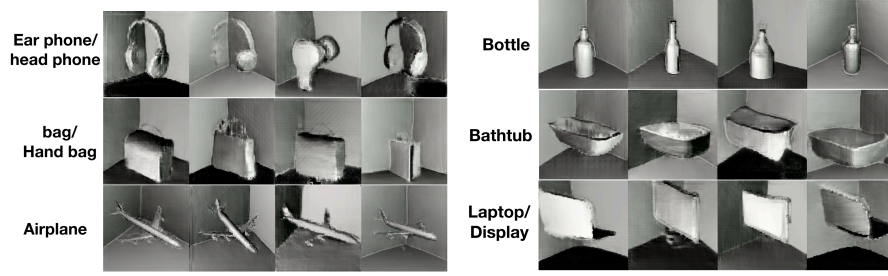 Ear phone/
head phone
bag/
Hand bag
Airplane
Bottle
Bathtub
Laptop/
Display